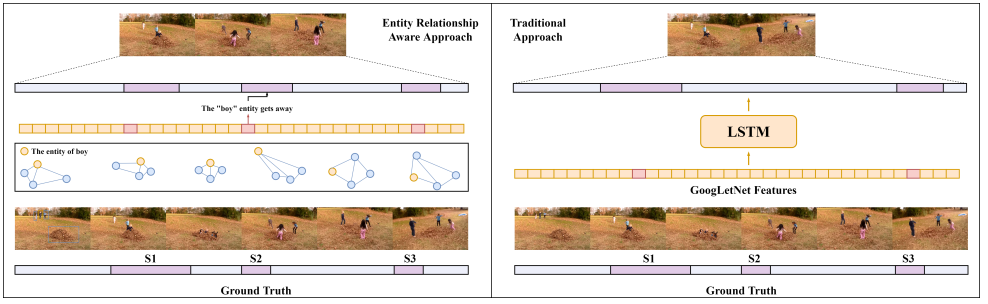 Entity Relationship
Aware Approach
The "boy" entity gets away
The entity of boy
S1
S2
S3
Ground Truth
Traditional
Approach
LSTM
GoogLetNet Features
S1
S2
S3
Ground Truth